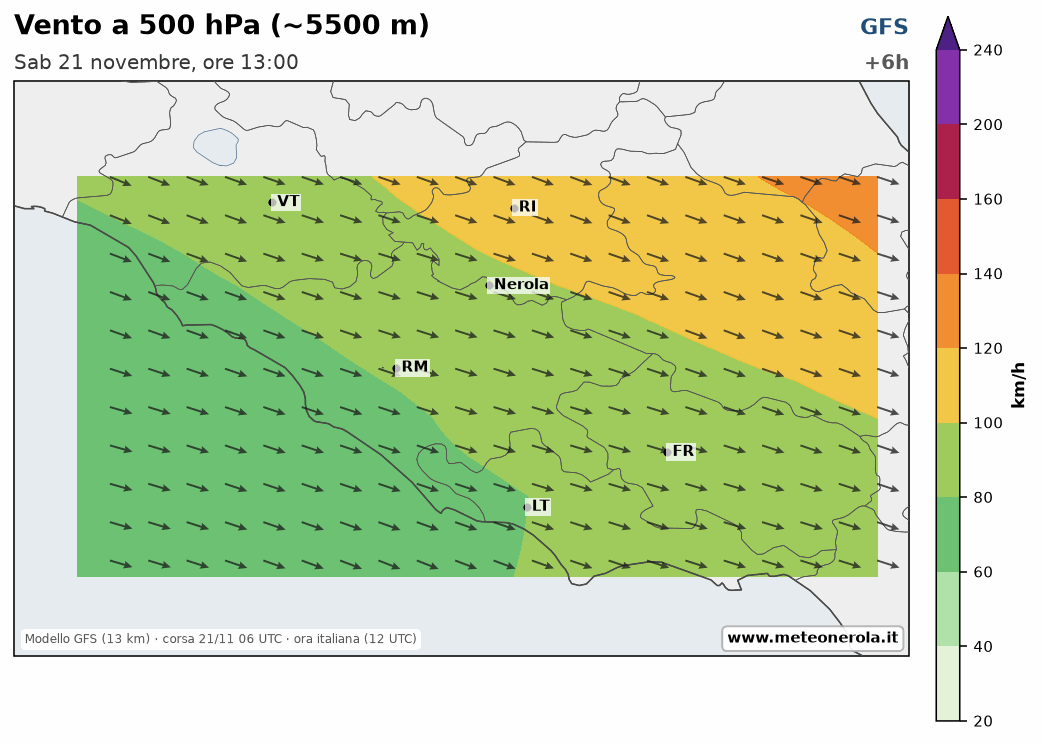 Vento a 500 hPa (~5500 m)
GFS
Sab 21 novembre, ore 13:00
+6h
240
200
160
140
120
100
80
60
40
20
km/h
VT
RI
Nerola
RM
FR
LT
Modello GFS (13 km) · corsa 21/11 06 UTC · ora italiana (12 UTC)
www.meteonerola.it